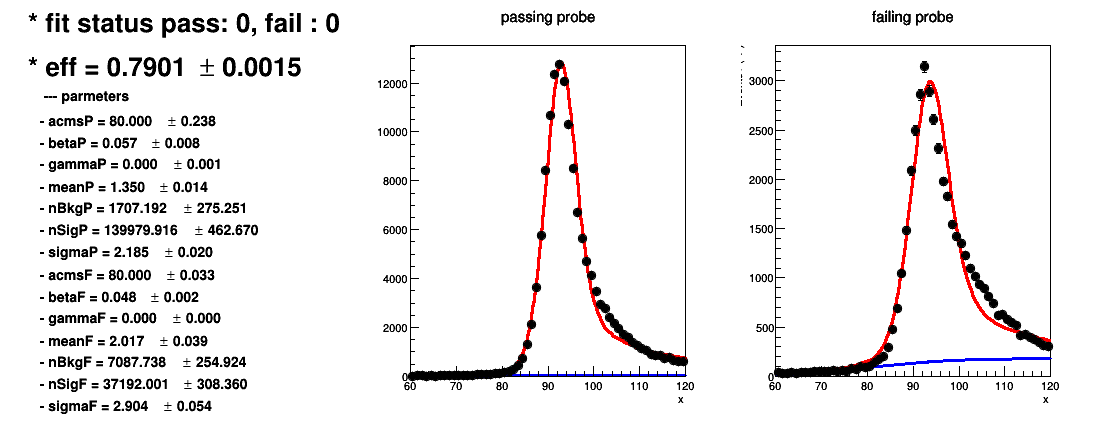 * fit status pass: 0, fail : 0
* eff = 0.7901 ± 0.0015
--- parmeters
- acmsP = 80.000 ± 0.238
- betaP = 0.057 ± 0.008
- gammaP = 0.000 ± 0.001
- meanP = 1.350 ± 0.014
- nBkgP = 1707.192 ± 275.251
- nSigP = 139979.916 ± 462.670
- sigmaP = 2.185 ± 0.020
- acmsF = 80.000 ± 0.033
- betaF = 0.048 ± 0.002
- gammaF = 0.000 ± 0.000
- meanF = 2.017 ± 0.039
- nBkgF = 7087.738 ± 254.924
- nSigF = 37192.001 ± 308.360
- sigmaF = 2.904 ± 0.054
passing probe
12000
10000
8000
6000
4000
2000
0
60 70 80 90 100 110 120
x
failing probe
3000
2500
2000
1500
1000
500
0
60 70 80 90 100 110 120
x